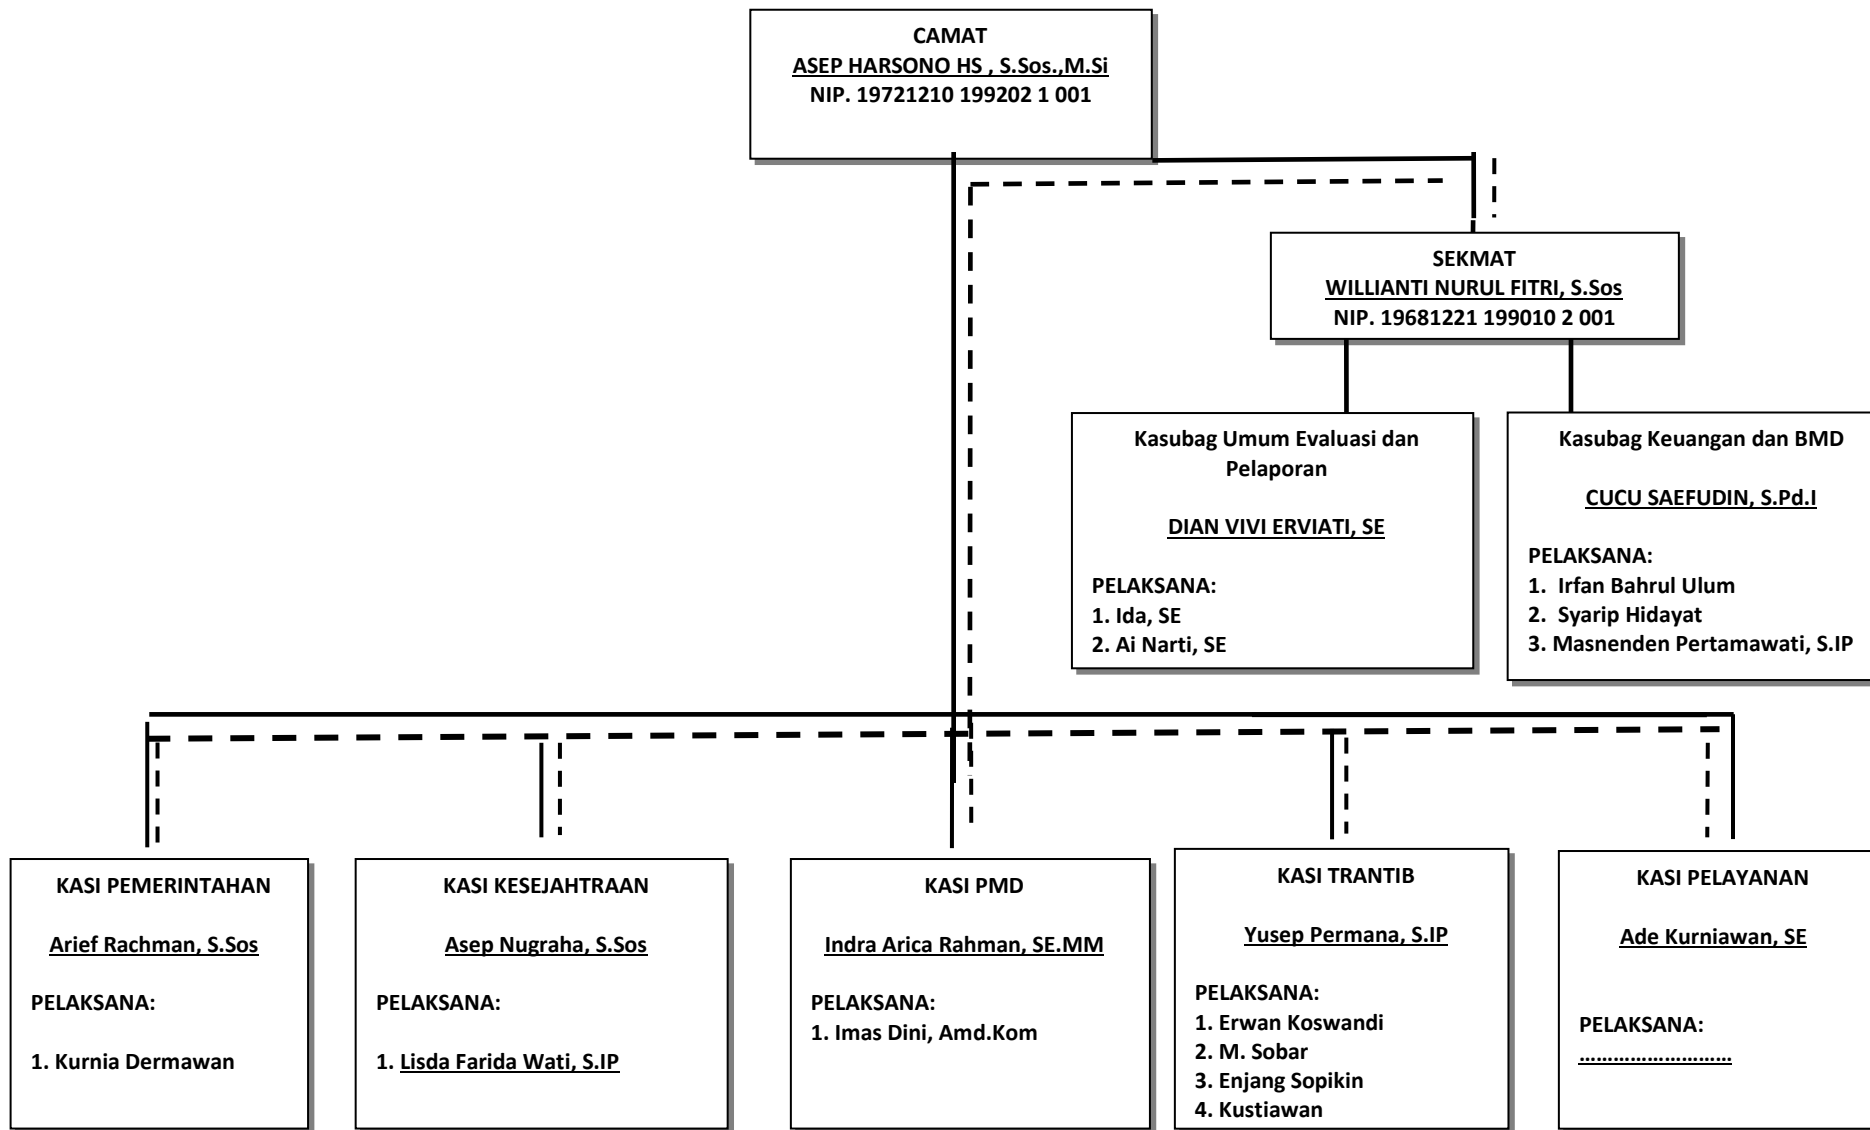 CAMAT
ASEP HARSONO HS , S.Sos.,M.Si
NIP. 19721210 199202 1 001
SEKMAT
WILLIANTI NURUL FITRI, S.Sos
NIP. 19681221 199010 2 001
Kasubag Umum Evaluasi dan
Pelaporan
DIAN VIVI ERVIATI, SE
PELAKSANA:
1. Ida, SE
2. Ai Narti, SE
Kasubag Keuangan dan BMD
CUCU SAEFUDIN, S.Pd.I
PELAKSANA:
1. Irfan Bahrul Ulum
2. Syarip Hidayat
3. Masnenden Pertamawati, S.IP
KASI PEMERINTAHAN
Arief Rachman, S.Sos
PELAKSANA:
1. Kurnia Dermawan
KASI KESEJAHTRAAN
Asep Nugraha, S.Sos
PELAKSANA:
1. Lisda Farida Wati, S.IP
KASI PMD
Indra Arica Rahman, SE.MM
PELAKSANA:
1. Imas Dini, Amd.Kom
KASI TRANTIB
Yusep Permana, S.IP
PELAKSANA:
1. Erwan Koswandi
2. M. Sobar
3. Enjang Sopikin
4. Kustiawan
KASI PELAYANAN
Ade Kurniawan, SE
PELAKSANA:
..............................